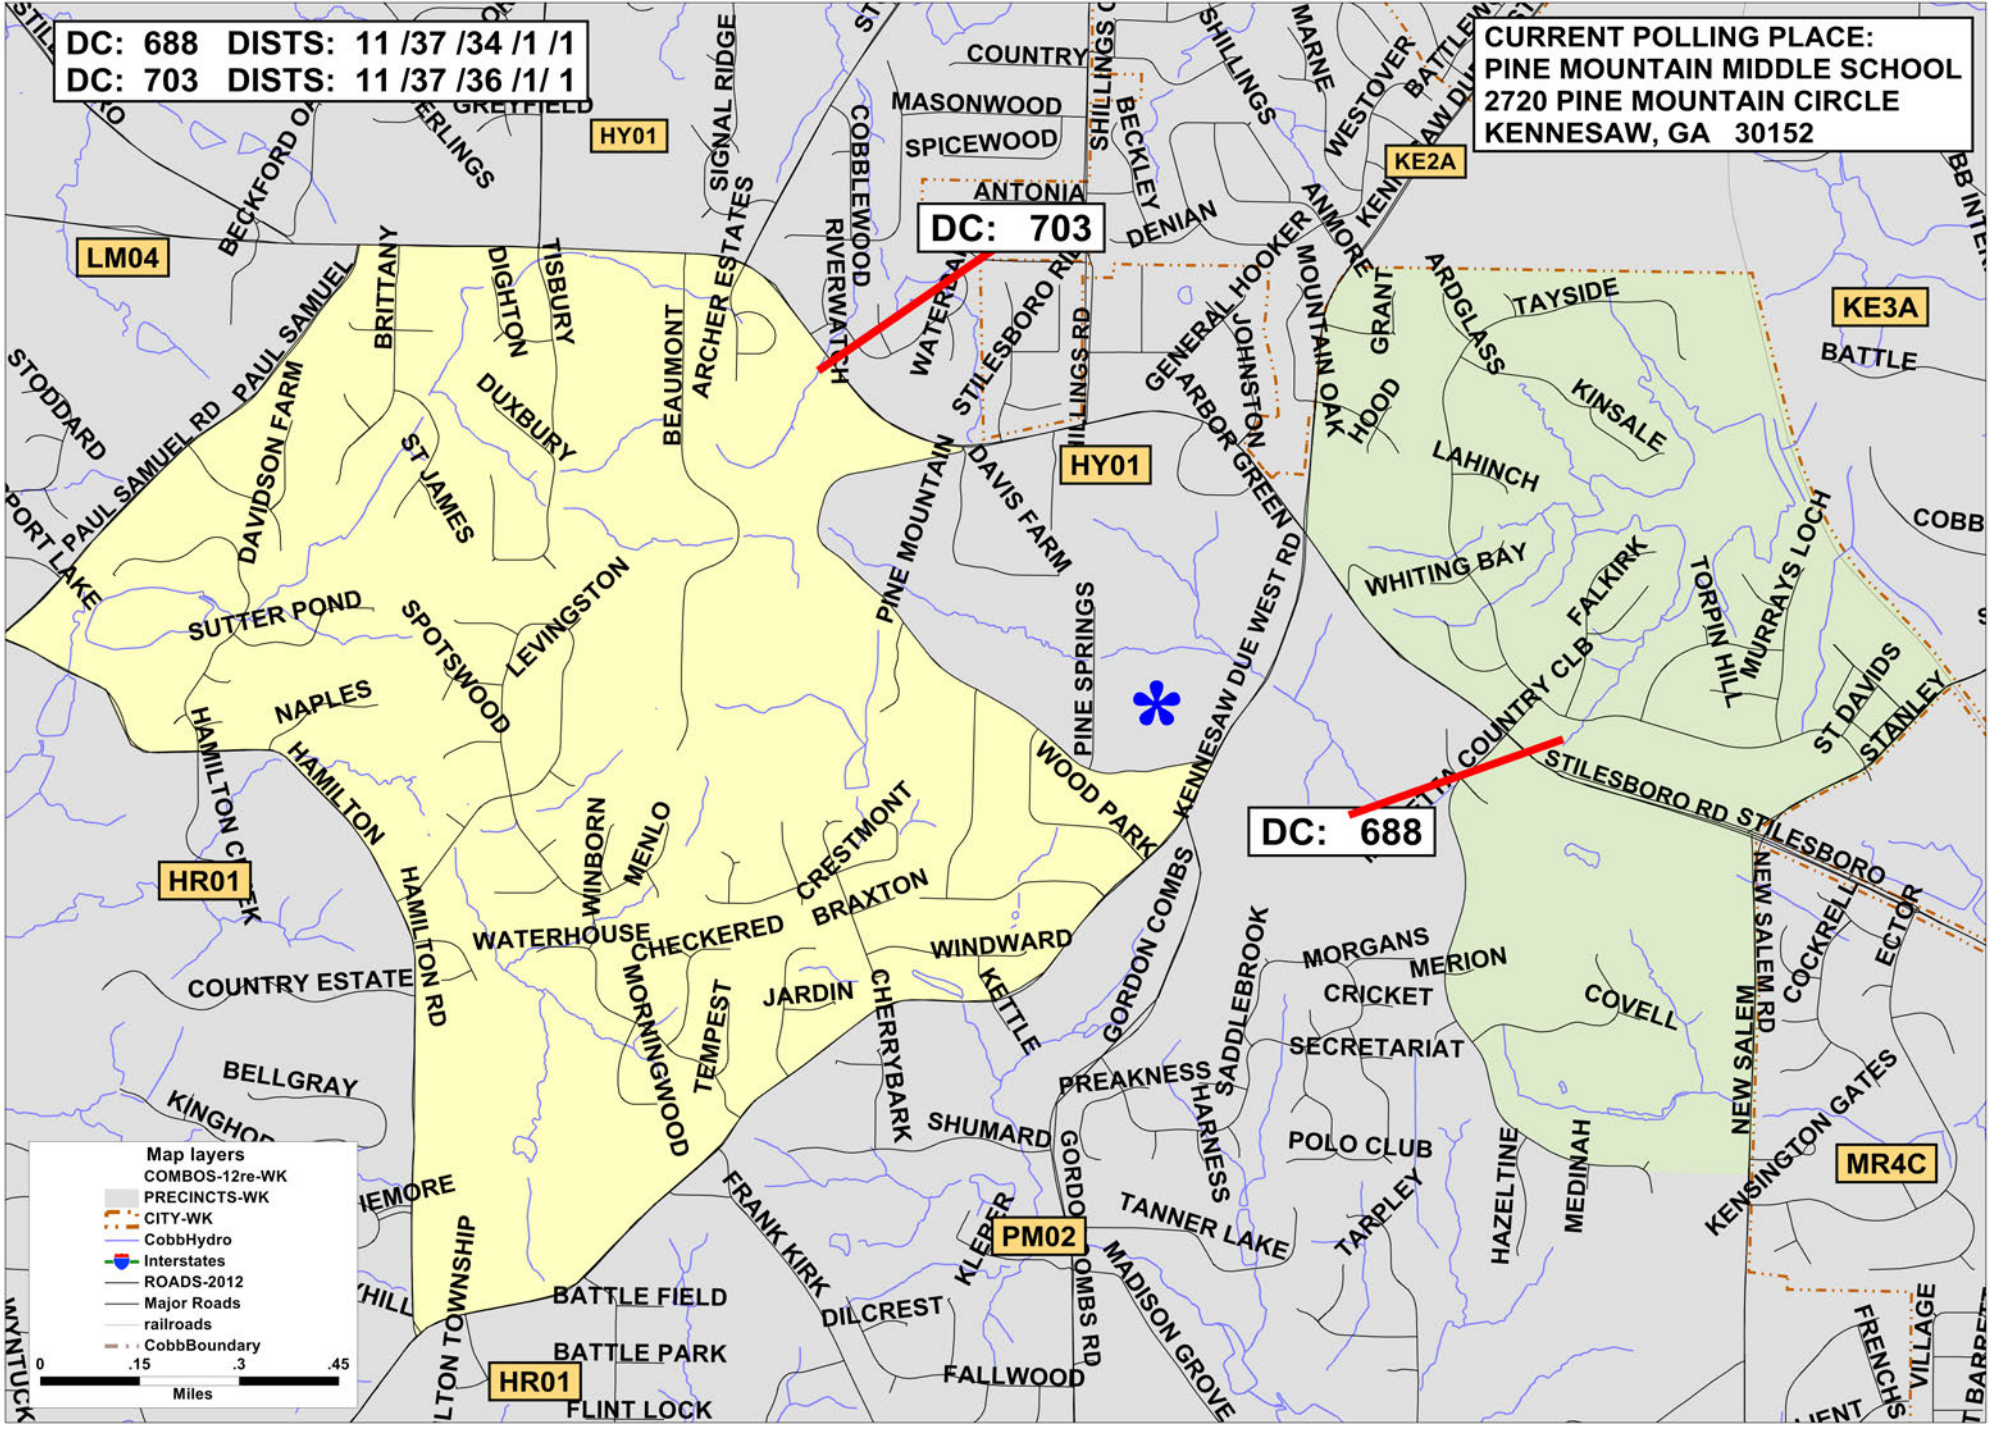 DC: 688 DISTS: 11 /37 /34 /1 /1
DC: 703 DISTS: 11 /37 /36 /1/ 1
CURRENT POLLING PLACE:
PINE MOUNTAIN MIDDLE SCHOOL
2720 PINE MOUNTAIN CIRCLE
KENNESAW, GA 30152
COUNTRY
MASONWOOD
SPICEWOOD
ANTONIA
GREYFIELD
ERLINGS
BECKFORD
SIGNAL RIDGE
COBBLEWOOD
BECKLEY
DENIAN
SHILLINGS
SHILLINGS
MARNE
WESTOVER
HY01
KE2A
LM04
KE3A
DC: 703
PAUL SAMUEL
PAUL SAMUEL RD
BRITTANY
DIGHTON
TISBURY
BEAUMONT
ARCHER ESTATES
RIVERWATCH
GENERAL HOOKER
JOHNSTON
MOUNTAIN OAK
ANMORE
GRANT
HOOD
ARDGLASS
TAYSIDE
KINSALE
BATTLE
STODDARD
DAVIDSON FARM
ST JAMES
DUXBURY
PINE MOUNTAIN
DAVIS FARM
HY01
ARBOR GREEN
LAHINCH
COBB
PORT LAKE
SUTTER POND
SPOTSWOOD
LEVINGSTON
PINE SPRINGS
*
KENNESAW DUE WEST RD
WHITING BAY
FALKIRK
TORPIN HILL
MURRAYS LOCH
ST DAVIDS
STANLEY
COUNTRY CLB
NAPLES
HAMILTON
HAMILTON RD
WOOD PARK
STILESBORO RD
STILESBORO
DC: 688
HR01
WINBORN
MENLO
CRESTMONT
BRAXTON
WATERHOUSE
CHECKERED
WINDWARD
KETTLE
GORDON COMBS
SADDLEBROOK
MORGANS
MERION
CRICKET
SECRETARIAT
COVELL
NEW SALEM RD
NEW SALEM
COCKRELL
ECTOR
COUNTRY ESTATE
MORNINGWOOD
TEMPEST
JARDIN
CHERRYBARK
BELLGRAY
PREAKNESS
HARNESS
SHUMARD
POLO CLUB
TARPLEY
HAZELTINE
MEDINAH
KENSINGTON GATES
MR4C
FRANK KIRK
KLEBER
PM02
TANNER LAKE
MADISON GROVE
BATTLE FIELD
DILCREST
BATTLE PARK
HR01
FALLWOOD
FLINT LOCK
VILLAGE
Map layers
COMBOS-12re-WK
PRECINCTS-WK
CITY-WK
CobbHydro
Interstates
ROADS-2012
Major Roads
railroads
CobbBoundary
0 .15 .3 .45
Miles